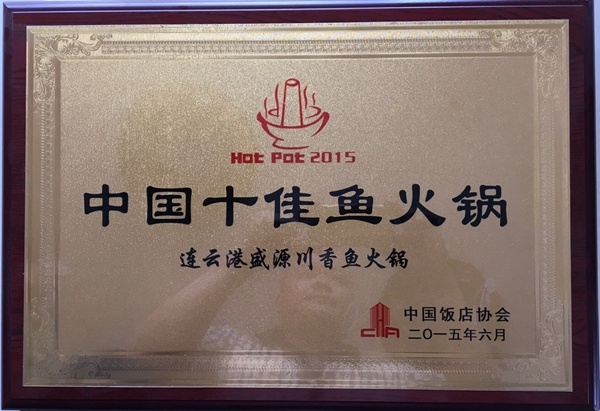 Hot Pot 2015
中国十佳鱼火锅
连云港盛源川香鱼火锅
CHA 中国饭店协会
二〇一五年六月